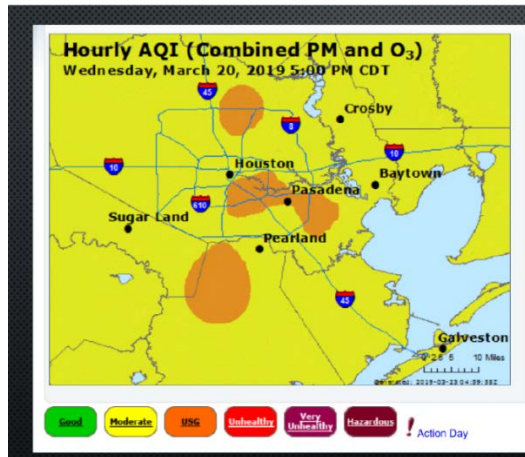 Hourly AQI (Combined PM and O₃)
Wednesday, March 20, 2019 5:00 PM CDT
45
Crosby
8
10
10
Houston
Baytown
Pasadena
610
Sugar Land
Pearland
45
Galveston
0 2.5 5 10 Miles
Good
Moderate
USG
Unhealthy
Very Unhealthy
Hazardous
! Action Day